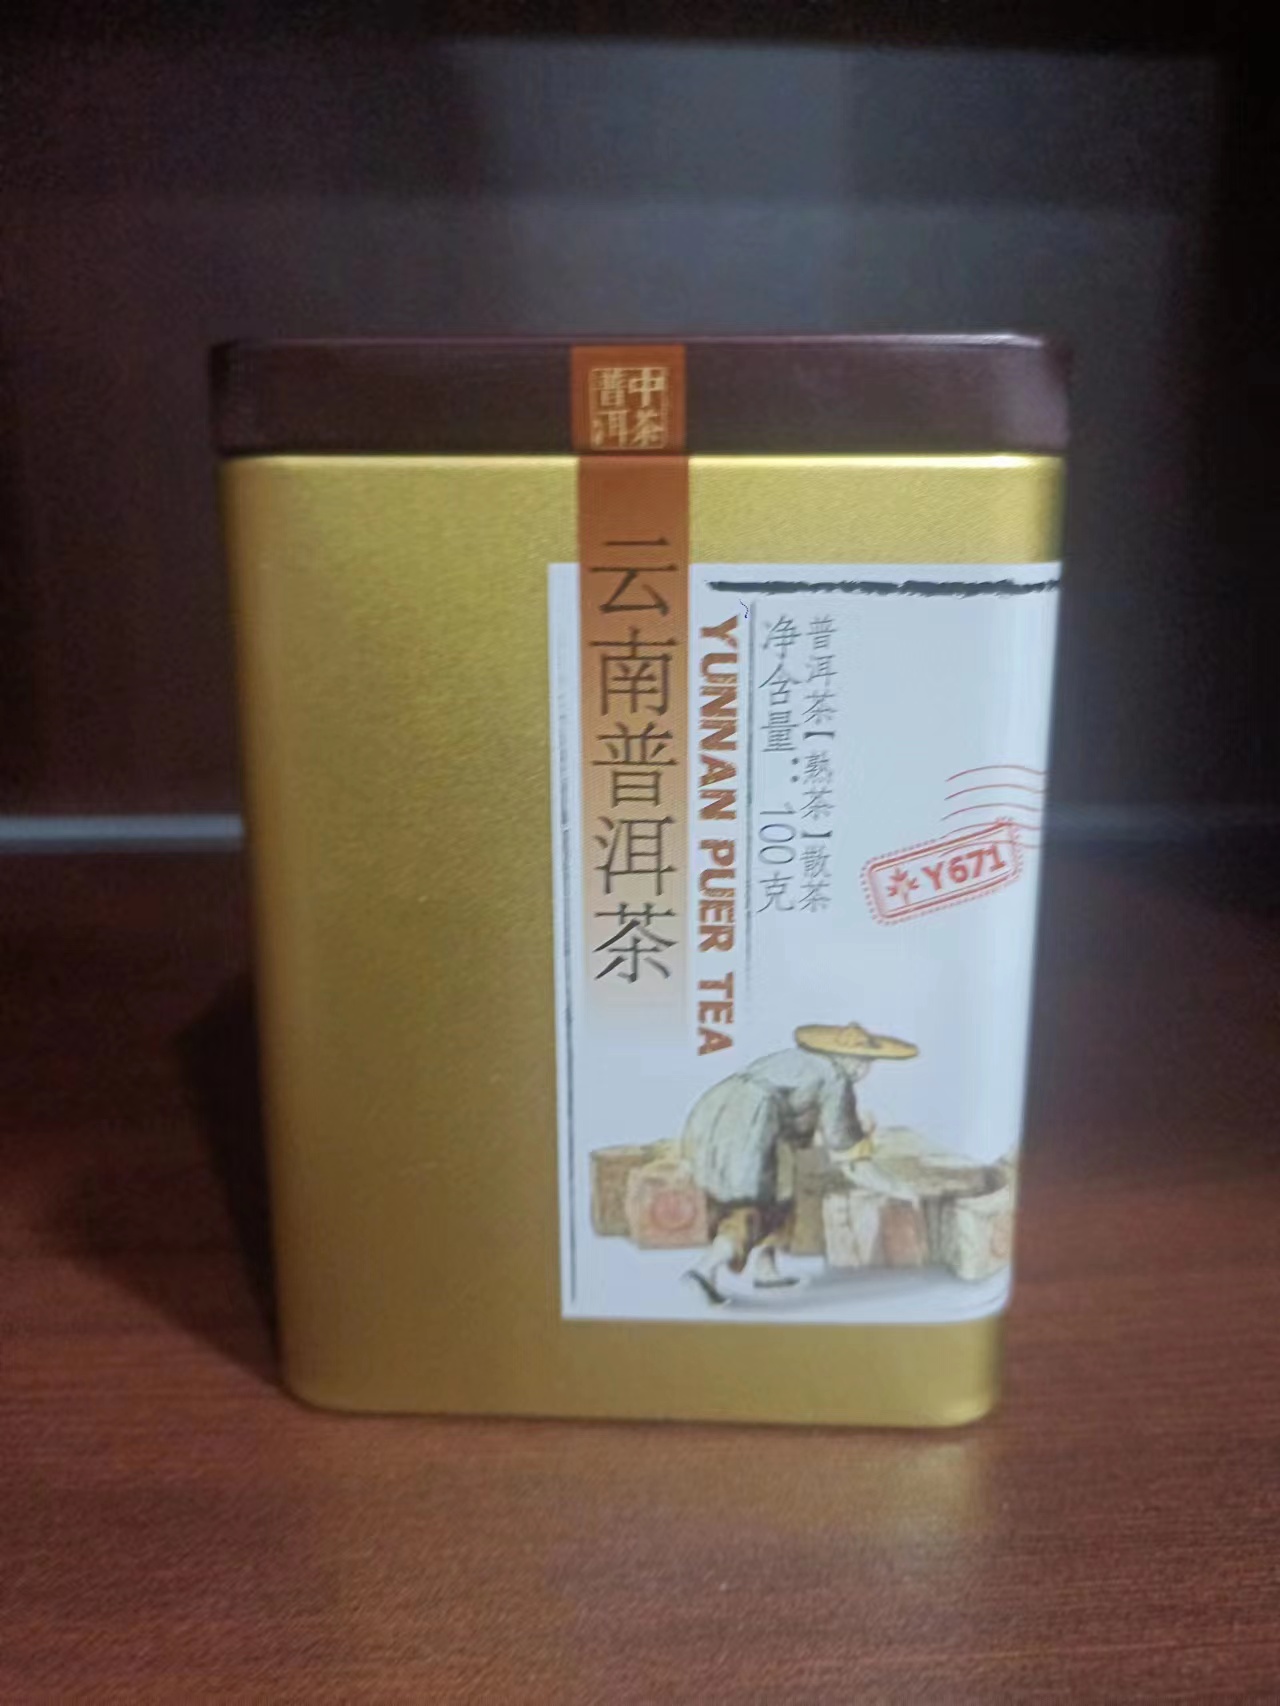 中茶
普洱
云南普洱茶
YUNNAN PUER TEA
普洱茶【熟茶】散茶
净含量：100克
Y671